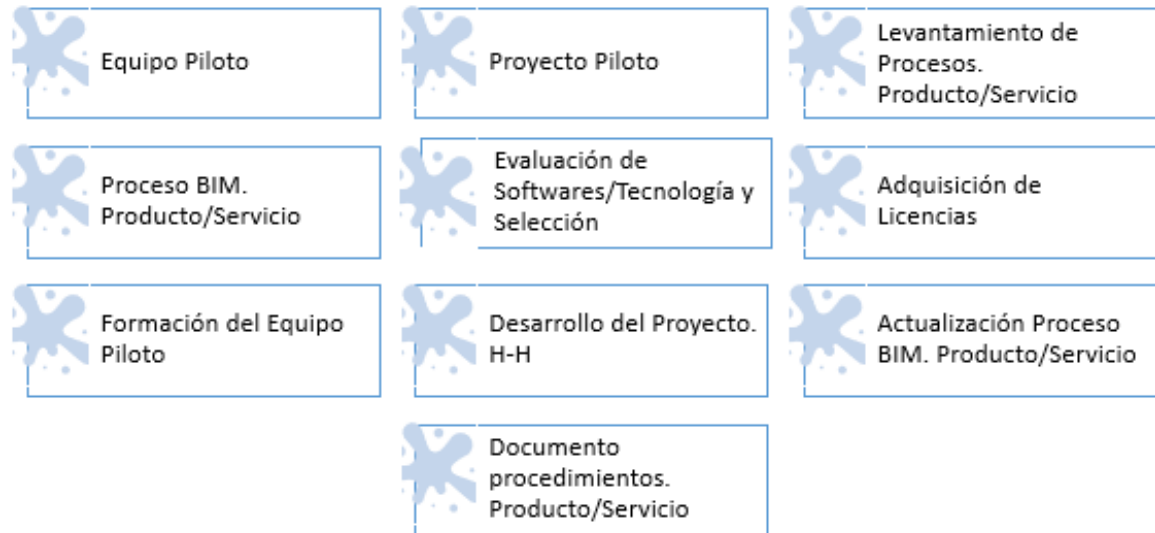 Equipo Piloto
Proyecto Piloto
Levantamiento de
Procesos.
Producto/Servicio
Proceso BIM.
Producto/Servicio
Evaluación de
Softwares/Tecnología y
Selección
Adquisición de
Licencias
Formación del Equipo
Piloto
Desarrollo del Proyecto.
H-H
Actualización Proceso
BIM. Producto/Servicio
Documento
procedimientos.
Producto/Servicio